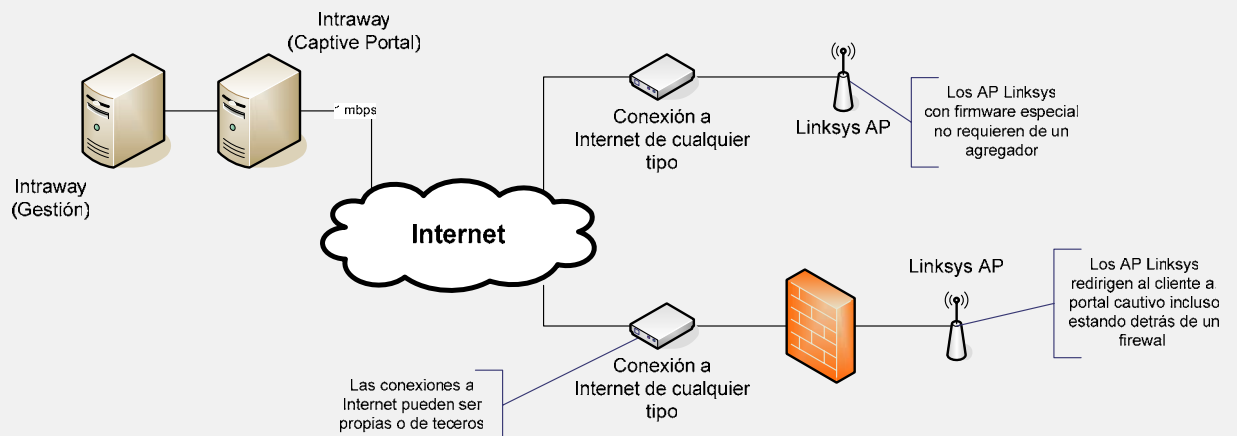 Intraway
(Captive Portal)
Intraway
(Gestión)
mbps
Internet
Conexión a
Internet de cualquier
tipo
Linksys AP
Los AP Linksys
con firmware especial
no requieren de un
agregador
Linksys AP
Los AP Linksys
redirigen al cliente a
portal cautivo incluso
estando detrás de un
firewal
Conexión a
Internet de cualquier
tipo
Las conexiones a
Internet pueden ser
propias o de teceros